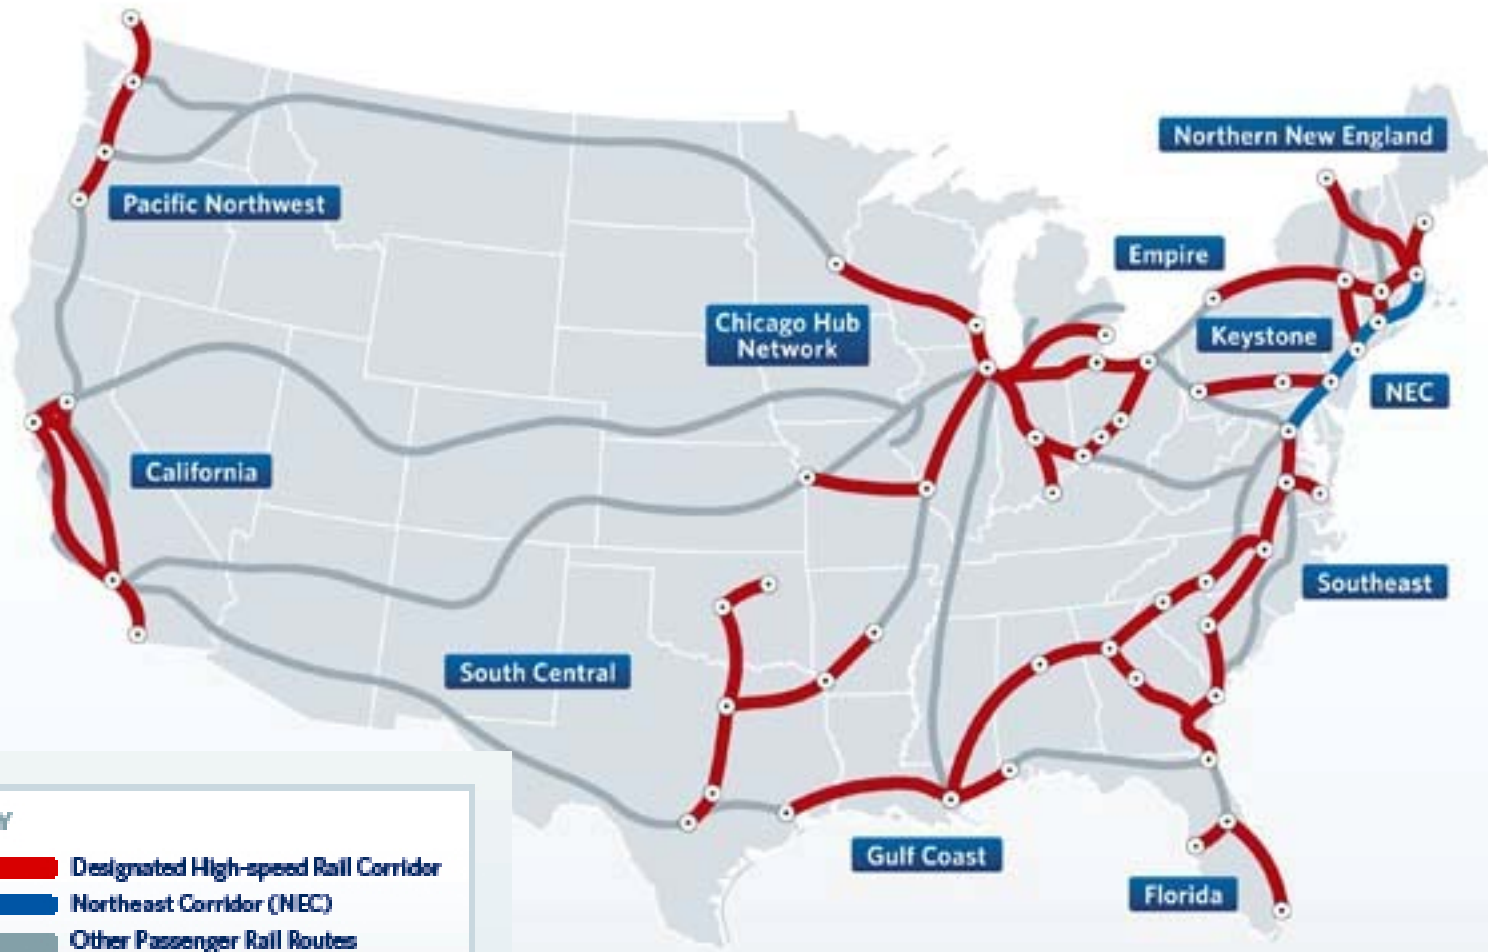 Northern New England
Pacific Northwest
Empire
Chicago Hub
Network
Keystone
NEC
California
Southeast
South Central
Gulf Coast
Florida
Y
Designated High-speed Rail Corridor
Northeast Corridor (NEC)
Other Passenger Rail Routes